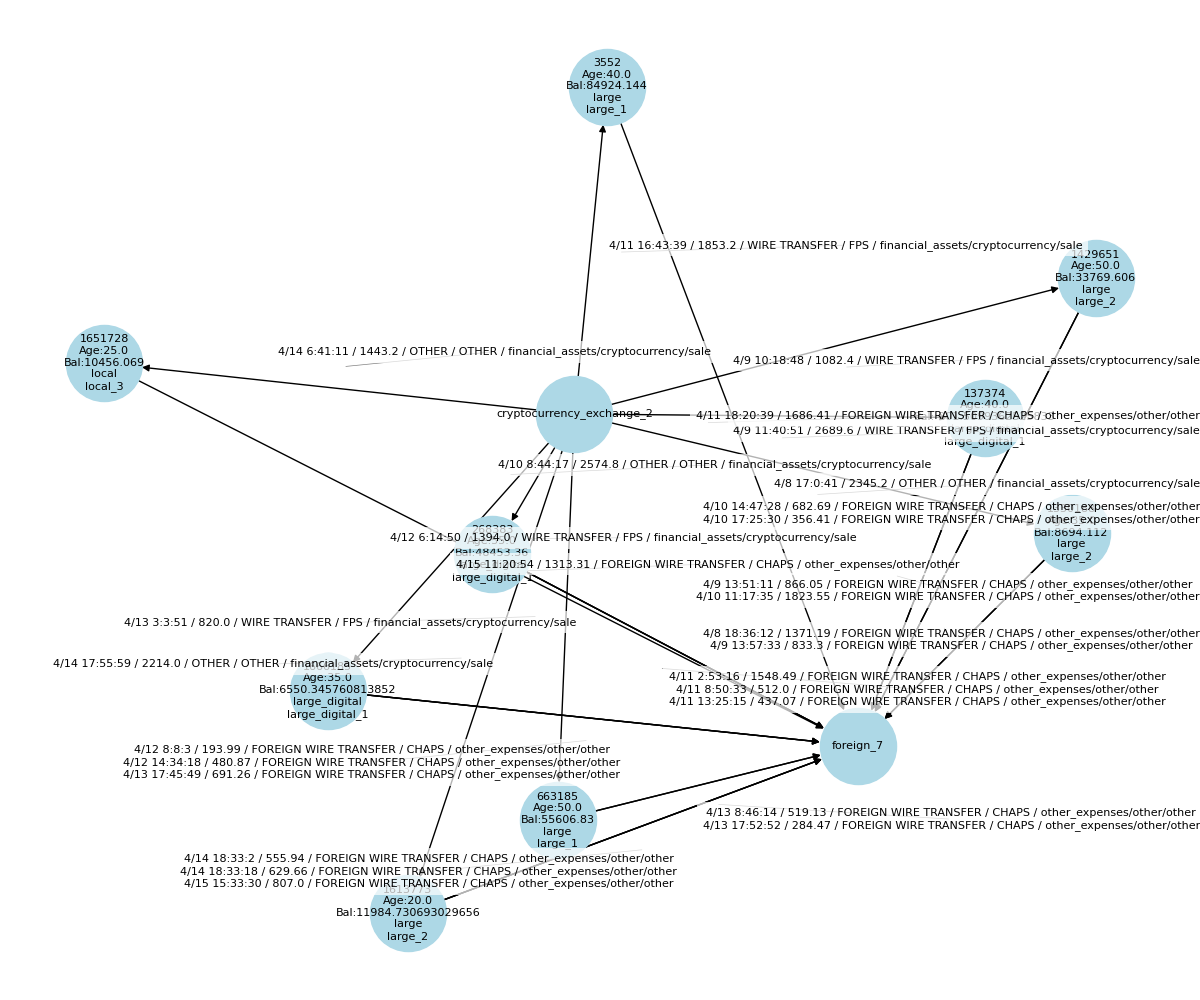 3552
Age:40.0
Bal:84924.144
large
large_1
4/11 16:43:39 / 1853.2 / WIRE TRANSFER / FPS / financial_assets/cryptocurrency/sale
Age:50.0
Bal:33769.606
large
large_2
1651728
Age:25.0
Bal:10456.069
local
local_3
4/14 6:41:11 / 1443.2 / OTHER / OTHER / financial_assets/cryptocurrency/sale
4/9 10:18:48 / 1082.4 / WIRE TRANSFER / FPS / financial_assets/cryptocurrency/sale
137374
Age:40.0
cryptocurrency_exchange_2
4/11 18:20:39 / 1686.41 / FOREIGN WIRE TRANSFER / CHAPS / other_expenses/other/other
4/9 11:40:51 / 2689.6 / WIRE TRANSFER / FPS / financial_assets/cryptocurrency/sale
large_digital_1
4/10 8:44:17 / 2574.8 / OTHER / OTHER / financial_assets/cryptocurrency/sale
4/8 17:0:41 / 2345.2 / OTHER / OTHER / financial_assets/cryptocurrency/sale
4/10 14:47:28 / 682.69 / FOREIGN WIRE TRANSFER / CHAPS / other_expenses/other/other
4/10 17:25:30 / 356.41 / FOREIGN WIRE TRANSFER / CHAPS / other_expenses/other/other
Bal:8694.112
large
large_2
268383
4/12 6:14:50 / 1394.0 / WIRE TRANSFER / FPS / financial_assets/cryptocurrency/sale
Bal:48453.36
4/15 11:20:54 / 1313.31 / FOREIGN WIRE TRANSFER / CHAPS / other_expenses/other/other
large_digital_1
4/9 13:51:11 / 866.05 / FOREIGN WIRE TRANSFER / CHAPS / other_expenses/other/other
4/10 11:17:35 / 1823.55 / FOREIGN WIRE TRANSFER / CHAPS / other_expenses/other/other
4/13 3:3:51 / 820.0 / WIRE TRANSFER / FPS / financial_assets/cryptocurrency/sale
4/8 18:36:12 / 1371.19 / FOREIGN WIRE TRANSFER / CHAPS / other_expenses/other/other
4/9 13:57:33 / 833.3 / FOREIGN WIRE TRANSFER / CHAPS / other_expenses/other/other
4/14 17:55:59 / 2214.0 / OTHER / OTHER / financial_assets/cryptocurrency/sale
Age:35.0
Bal:6550.345760813852
large_digital
large_digital_1
4/11 2:53:16 / 1548.49 / FOREIGN WIRE TRANSFER / CHAPS / other_expenses/other/other
4/11 8:50:33 / 512.0 / FOREIGN WIRE TRANSFER / CHAPS / other_expenses/other/other
4/11 13:25:15 / 437.07 / FOREIGN WIRE TRANSFER / CHAPS / other_expenses/other/other
foreign_7
4/12 8:8:3 / 193.99 / FOREIGN WIRE TRANSFER / CHAPS / other_expenses/other/other
4/12 14:34:18 / 480.87 / FOREIGN WIRE TRANSFER / CHAPS / other_expenses/other/other
4/13 17:45:49 / 691.26 / FOREIGN WIRE TRANSFER / CHAPS / other_expenses/other/other
663185
Age:50.0
Bal:55606.83
large
large_1
4/13 8:46:14 / 519.13 / FOREIGN WIRE TRANSFER / CHAPS / other_expenses/other/other
4/13 17:52:52 / 284.47 / FOREIGN WIRE TRANSFER / CHAPS / other_expenses/other/other
4/14 18:33:2 / 555.94 / FOREIGN WIRE TRANSFER / CHAPS / other_expenses/other/other
4/14 18:33:18 / 629.66 / FOREIGN WIRE TRANSFER / CHAPS / other_expenses/other/other
4/15 15:33:30 / 807.0 / FOREIGN WIRE TRANSFER / CHAPS / other_expenses/other/other
1613773
Age:20.0
Bal:11984.730693029656
large
large_2